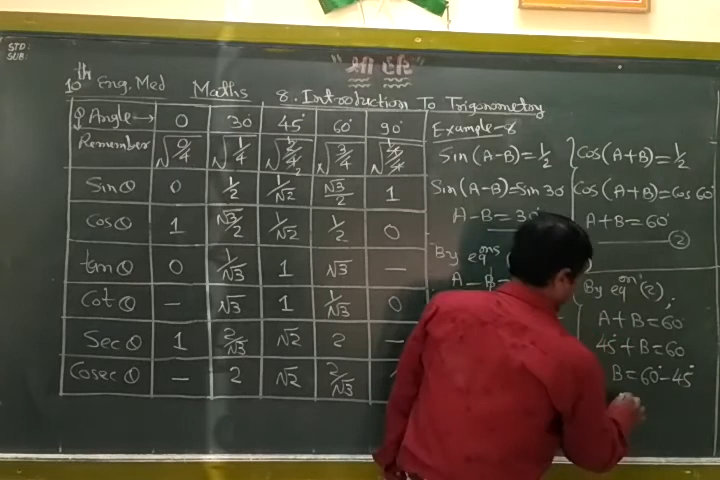 STD:
SUB:
"श्री હરિ"
10th Eng. Med Maths 8. Introduction To Trigonometry
Angle→ 0 30° 45° 60° 90°
Remember √0/4 √1/4 √2/4 √3/4 √4/4
Sinθ 0 1/2 1/√2 √3/2 1
Cosθ 1 √3/2 1/√2 1/2 0
tanθ 0 1/√3 1 √3 —
Cotθ — √3 1 1/√3 0
Secθ 1 2/√3 √2 2 —
Cosecθ — 2 √2 2/√3
Example-8
Sin(A-B)=1/2
Sin(A-B)=Sin 30
A-B=30°
By eqns
A-B=
Cos(A+B)=1/2
Cos(A+B)=Cos 60°
A+B=60°
②
By eqn (2),
A+B=60°
45°+B=60
B=60°-45°